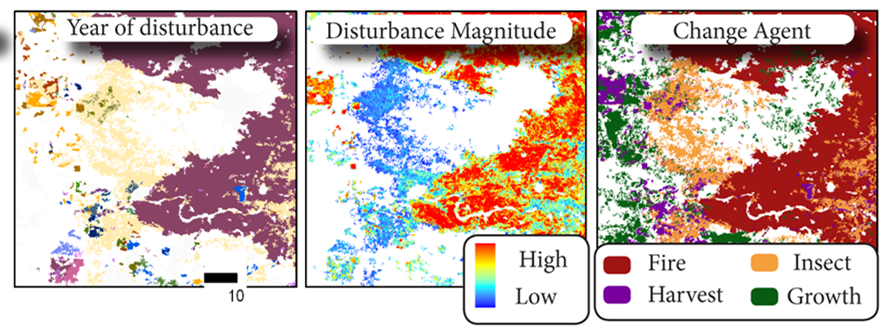 Year of disturbance
Disturbance Magnitude
Change Agent
10
High
Low
Fire
Insect
Harvest
Growth